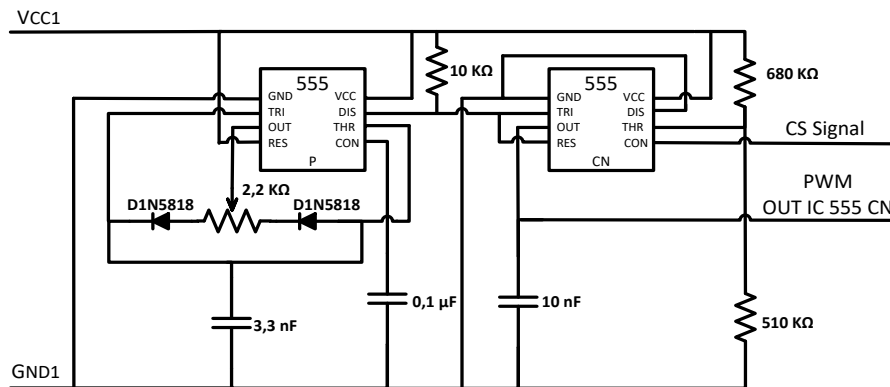 VCC1
555
GND
TRI
OUT
RES
VCC
DIS
THR
CON
P
10 KΩ
555
GND
TRI
OUT
RES
VCC
DIS
THR
CON
CN
680 KΩ
CS Signal
PWM
OUT IC 555 CN
D1N5818
2,2 KΩ
D1N5818
3,3 nF
0,1 µF
10 nF
510 KΩ
GND1